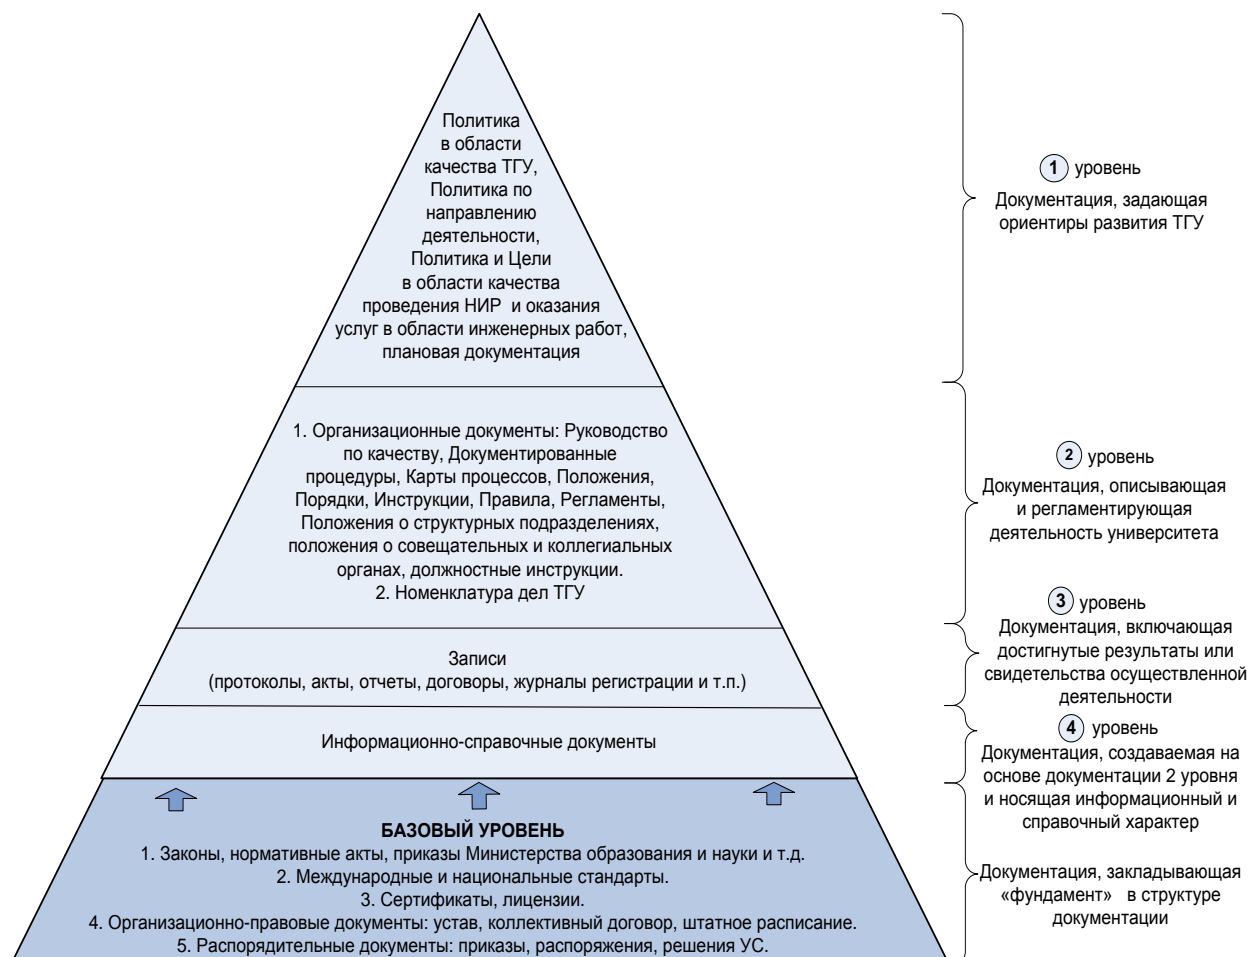 Политика
в области
качества ТГУ,
Политика по
направлению
деятельности,
Политика и Цели
в области качества
проведения НИР и оказания
услуг в области инженерных работ,
плановая документация
1 уровень
Документация, задающая
ориентиры развития ТГУ
1. Организационные документы: Руководство
по качеству, Документированные
процедуры, Карты процессов, Положения,
Порядки, Инструкции, Правила, Регламенты,
Положения о структурных подразделениях,
положения о совещательных и коллегиальных
органах, должностные инструкции.
2. Номенклатура дел ТГУ
2 уровень
Документация, описывающая
и регламентирующая
деятельность университета
Записи
(протоколы, акты, отчеты, договоры, журналы регистрации и т.п.)
3 уровень
Документация, включающая
достигнутые результаты или
свидетельства осуществленной
деятельности
Информационно-справочные документы
4 уровень
Документация, создаваемая на
основе документации 2 уровня
и носящая информационный и
справочный характер
БАЗОВЫЙ УРОВЕНЬ
1. Законы, нормативные акты, приказы Министерства образования и науки и т.д.
2. Международные и национальные стандарты.
3. Сертификаты, лицензии.
4. Организационно-правовые документы: устав, коллективный договор, штатное расписание.
5. Распорядительные документы: приказы, распоряжения, решения УС.
Документация, закладывающая
«фундамент» в структуре
документации